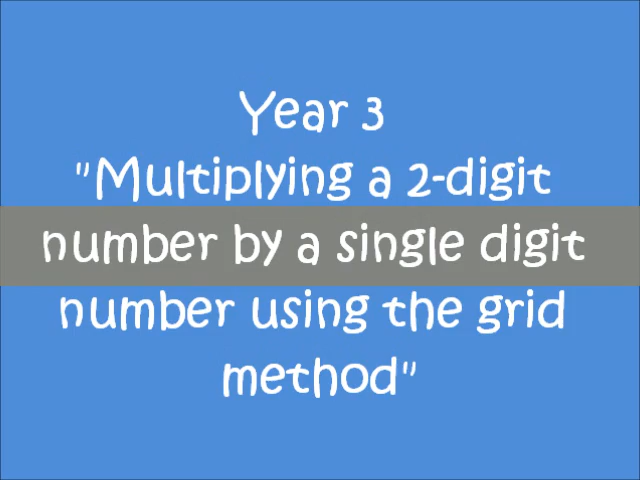 Year 3
"Multiplying a 2-digit
number by a single digit
number using the grid
method"